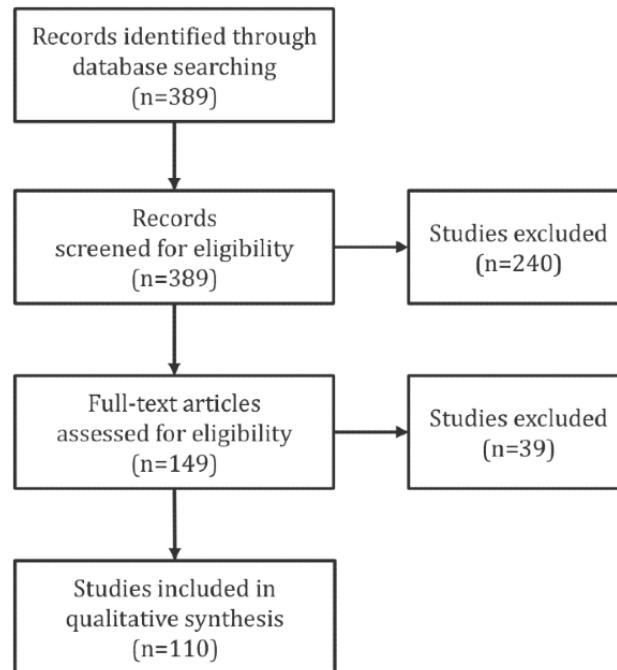 Records identified through
database searching
(n=389)
Records
screened for eligibility
(n=389)
Studies excluded
(n=240)
Full-text articles
assessed for eligibility
(n=149)
Studies excluded
(n=39)
Studies included in
qualitative synthesis
(n=110)